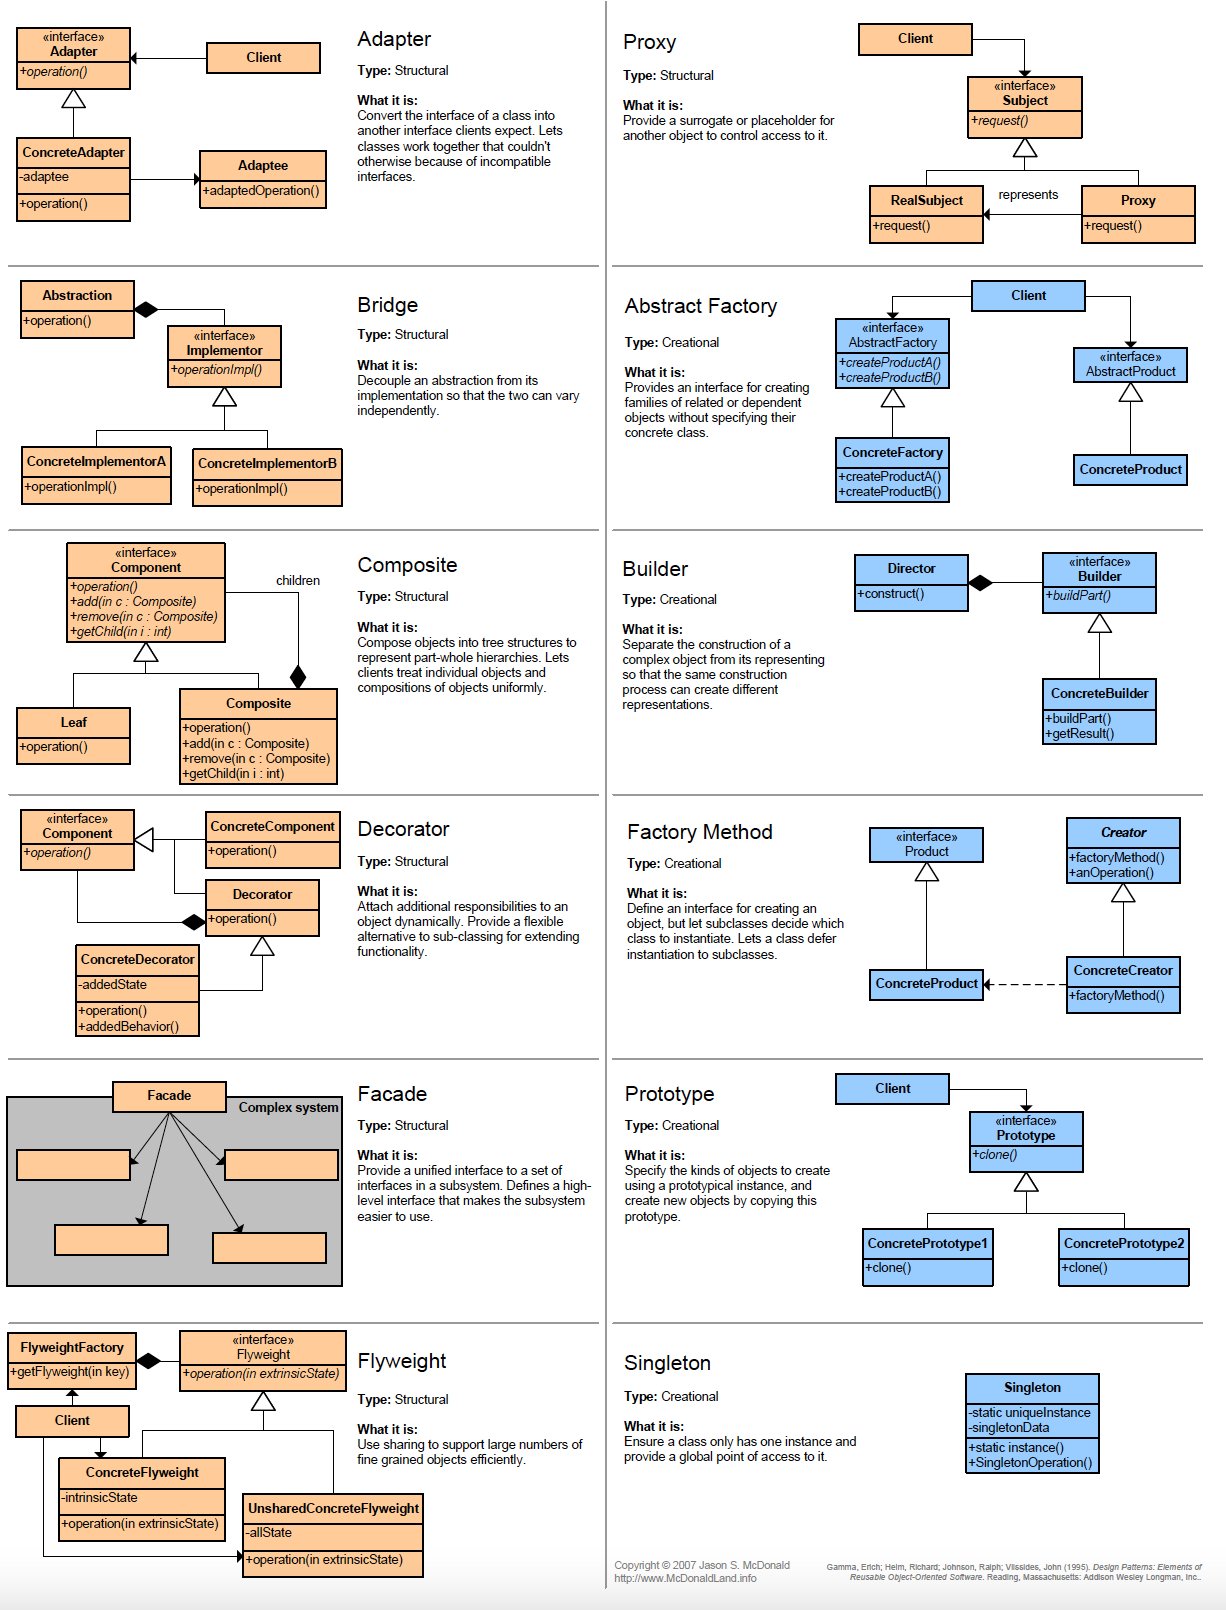 «interface»
Adapter
+operation()
Client
ConcreteAdapter
-adaptee
+operation()
Adaptee
+adaptedOperation()
Adapter
Type: Structural
What it is:
Convert the interface of a class into
another interface clients expect. Lets
classes work together that couldn't
otherwise because of incompatible
interfaces.
Abstraction
+operation()
«interface»
Implementor
+operationImpl()
ConcreteImplementorA
+operationImpl()
ConcreteImplementorB
+operationImpl()
Bridge
Type: Structural
What it is:
Decouple an abstraction from its
implementation so that the two can vary
independently.
«interface»
Component
+operation()
+add(in c : Composite)
+remove(in c : Composite)
+getChild(in i : int)
children
Leaf
+operation()
Composite
+operation()
+add(in c : Composite)
+remove(in c : Composite)
+getChild(in i : int)
Composite
Type: Structural
What it is:
Compose objects into tree structures to
represent part-whole hierarchies. Lets
clients treat individual objects and
compositions of objects uniformly.
«interface»
Component
+operation()
ConcreteComponent
+operation()
Decorator
+operation()
ConcreteDecorator
-addedState
+operation()
+addedBehavior()
Decorator
Type: Structural
What it is:
Attach additional responsibilities to an
object dynamically. Provide a flexible
alternative to sub-classing for extending
functionality.
Facade
Complex system
Facade
Type: Structural
What it is:
Provide a unified interface to a set of
interfaces in a subsystem. Defines a high-
level interface that makes the subsystem
easier to use.
FlyweightFactory
+getFlyweight(in key)
«interface»
Flyweight
+operation(in extrinsicState)
Client
ConcreteFlyweight
-intrinsicState
+operation(in extrinsicState)
UnsharedConcreteFlyweight
-allState
+operation(in extrinsicState)
Flyweight
Type: Structural
What it is:
Use sharing to support large numbers of
fine grained objects efficiently.
Proxy
Type: Structural
What it is:
Provide a surrogate or placeholder for
another object to control access to it.
Client
«interface»
Subject
+request()
RealSubject
+request()
represents
Proxy
+request()
Abstract Factory
Type: Creational
What it is:
Provides an interface for creating
families of related or dependent
objects without specifying their
concrete class.
Client
«interface»
AbstractFactory
+createProductA()
+createProductB()
«interface»
AbstractProduct
ConcreteFactory
+createProductA()
+createProductB()
ConcreteProduct
Builder
Type: Creational
What it is:
Separate the construction of a
complex object from its representing
so that the same construction
process can create different
representations.
Director
+construct()
«interface»
Builder
+buildPart()
ConcreteBuilder
+buildPart()
+getResult()
Factory Method
Type: Creational
What it is:
Define an interface for creating an
object, but let subclasses decide which
class to instantiate. Lets a class defer
instantiation to subclasses.
«interface»
Product
Creator
+factoryMethod()
+anOperation()
ConcreteProduct
ConcreteCreator
+factoryMethod()
Prototype
Type: Creational
What it is:
Specify the kinds of objects to create
using a prototypical instance, and
create new objects by copying this
prototype.
Client
«interface»
Prototype
+clone()
ConcretePrototype1
+clone()
ConcretePrototype2
+clone()
Singleton
Type: Creational
What it is:
Ensure a class only has one instance and
provide a global point of access to it.
Singleton
-static uniqueInstance
-singletonData
+static instance()
+SingletonOperation()
Copyright © 2007 Jason S. McDonald
http://www.McDonaldLand.info
Gamma, Erich; Helm, Richard; Johnson, Ralph; Vlissides, John (1995). Design Patterns: Elements of
Reusable Object-Oriented Software. Reading, Massachusetts: Addison Wesley Longman, Inc..